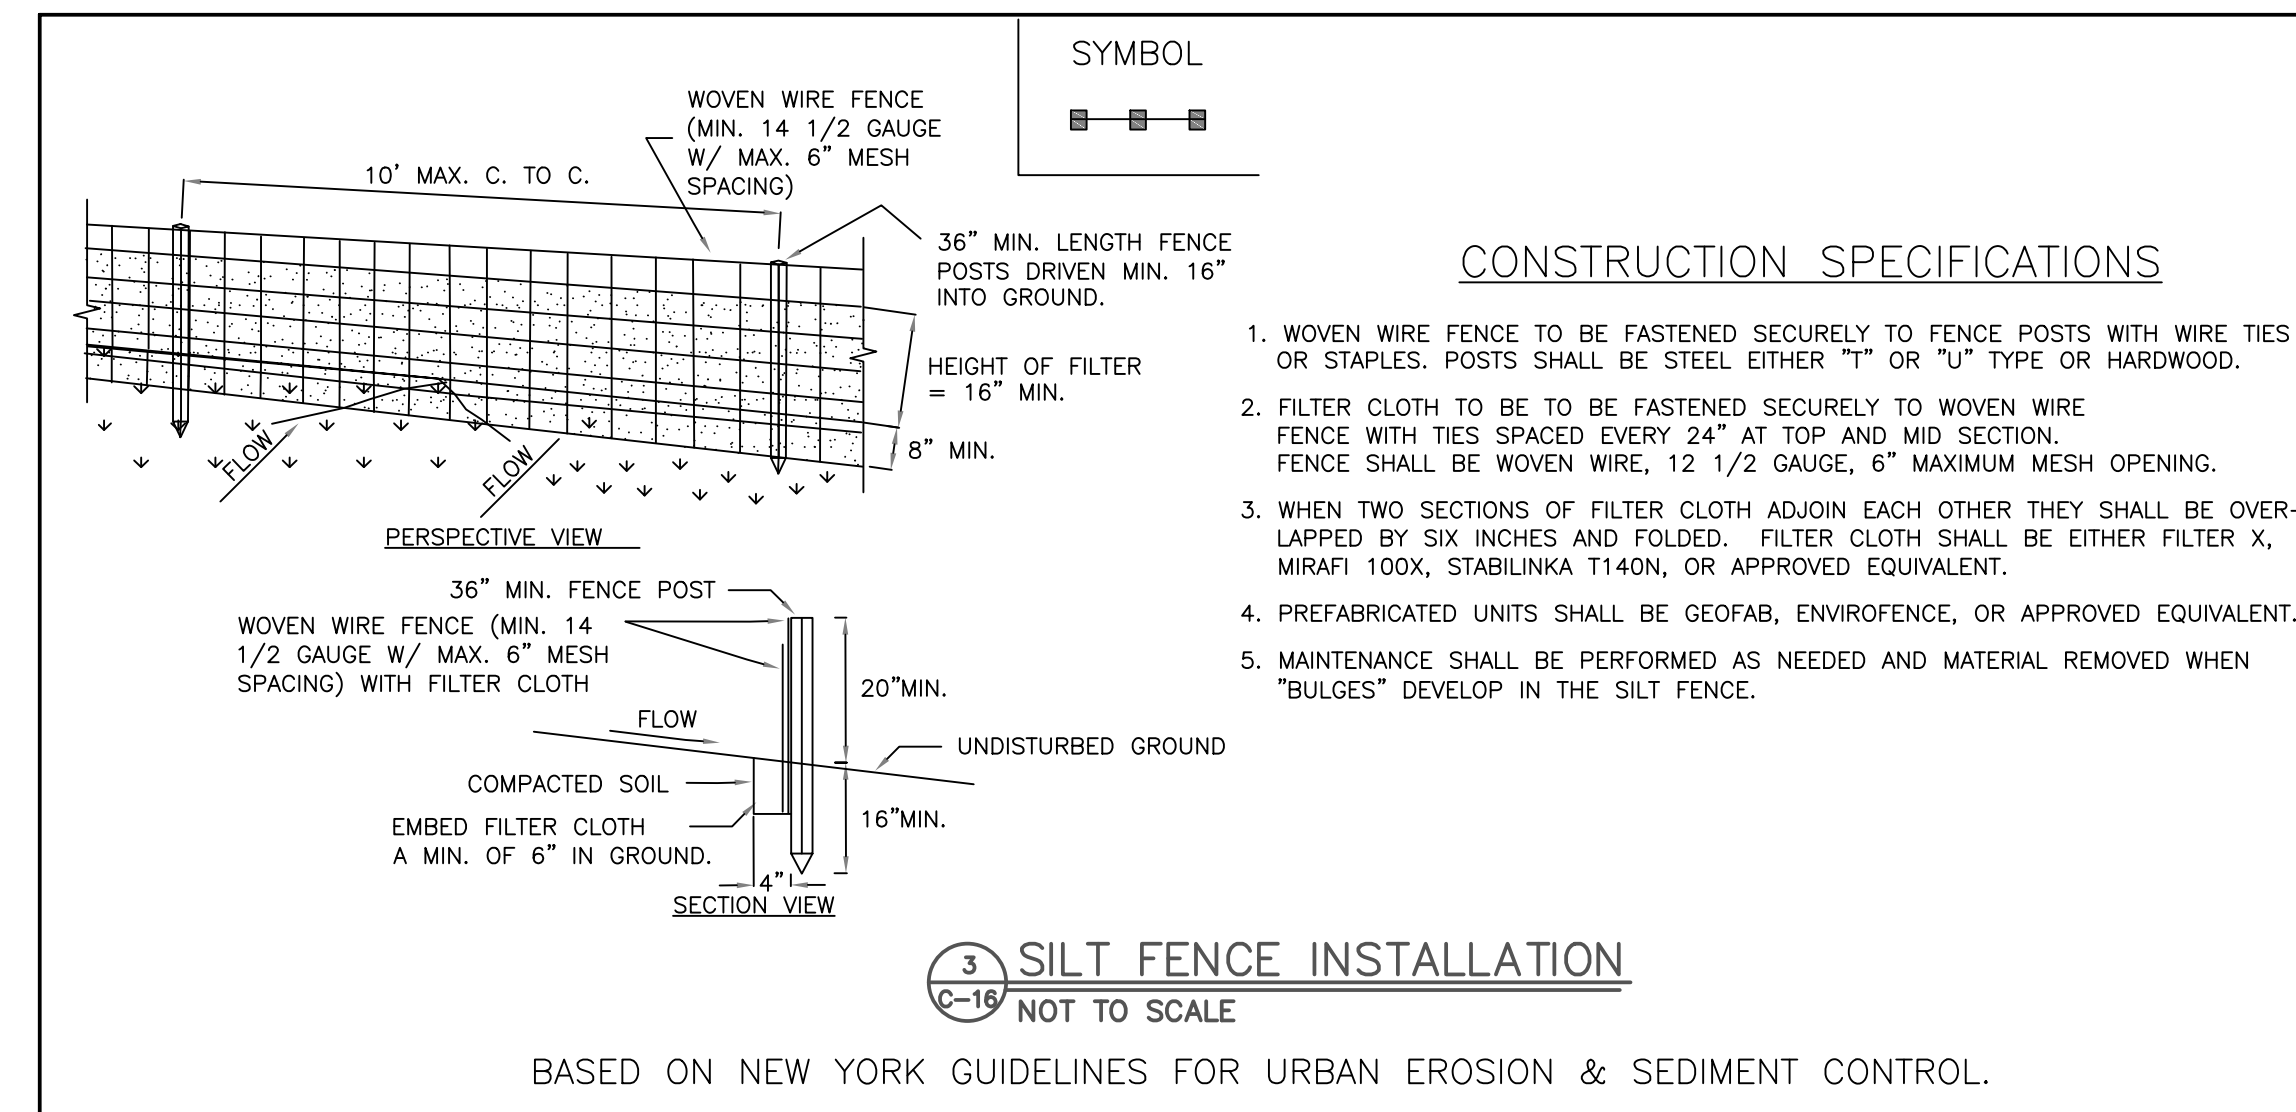 SYMBOL
WOVEN WIRE FENCE
(MIN. 14 1/2 GAUGE
W/ MAX. 6" MESH
SPACING)
10' MAX. C. TO C.
36" MIN. LENGTH FENCE
POSTS DRIVEN MIN. 16"
INTO GROUND.
HEIGHT OF FILTER
= 16" MIN.
8" MIN.
FLOW
FLOW
PERSPECTIVE VIEW
36" MIN. FENCE POST
WOVEN WIRE FENCE (MIN. 14
1/2 GAUGE W/ MAX. 6" MESH
SPACING) WITH FILTER CLOTH
20"MIN.
FLOW
UNDISTURBED GROUND
COMPACTED SOIL
EMBED FILTER CLOTH
A MIN. OF 6" IN GROUND.
16"MIN.
4"
SECTION VIEW
CONSTRUCTION SPECIFICATIONS
1. WOVEN WIRE FENCE TO BE FASTENED SECURELY TO FENCE POSTS WITH WIRE TIES
OR STAPLES. POSTS SHALL BE STEEL EITHER "T" OR "U" TYPE OR HARDWOOD.
2. FILTER CLOTH TO BE TO BE FASTENED SECURELY TO WOVEN WIRE
FENCE WITH TIES SPACED EVERY 24" AT TOP AND MID SECTION.
FENCE SHALL BE WOVEN WIRE, 12 1/2 GAUGE, 6" MAXIMUM MESH OPENING.
3. WHEN TWO SECTIONS OF FILTER CLOTH ADJOIN EACH OTHER THEY SHALL BE OVER-
LAPPED BY SIX INCHES AND FOLDED. FILTER CLOTH SHALL BE EITHER FILTER X,
MIRAFI 100X, STABILINKA T140N, OR APPROVED EQUIVALENT.
4. PREFABRICATED UNITS SHALL BE GEOFAB, ENVIROFENCE, OR APPROVED EQUIVALENT.
5. MAINTENANCE SHALL BE PERFORMED AS NEEDED AND MATERIAL REMOVED WHEN
"BULGES" DEVELOP IN THE SILT FENCE.
3
C-16
SILT FENCE INSTALLATION
NOT TO SCALE
BASED ON NEW YORK GUIDELINES FOR URBAN EROSION & SEDIMENT CONTROL.